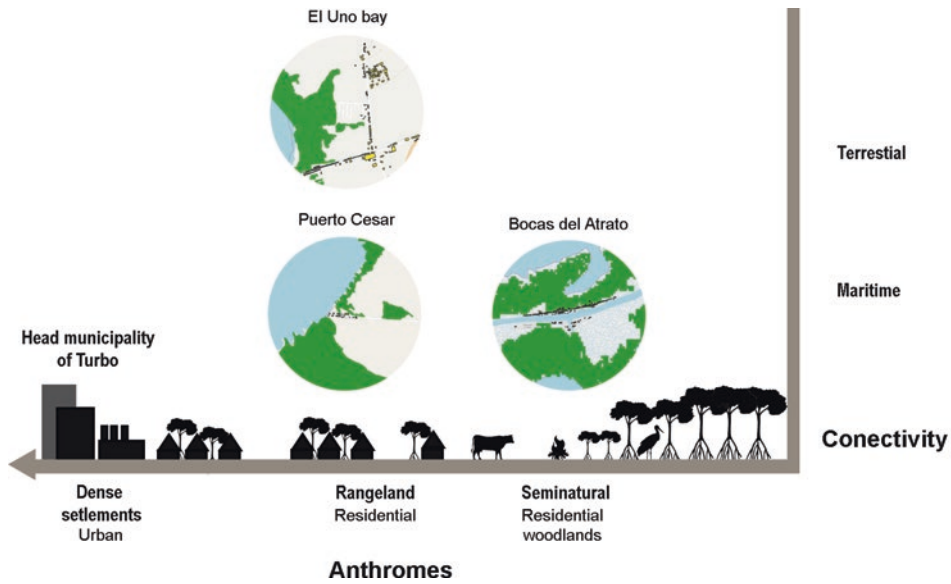 El Uno bay
Terrestial
Puerto Cesar
Bocas del Atrato
Maritime
Head municipality
of Turbo
Conectivity
Dense
setlements
Urban
Rangeland
Residential
Seminatural
Residential
woodlands
Anthromes